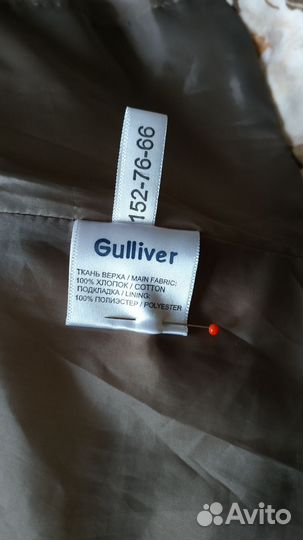 152-76-66
Gulliver
ТКАНЬ ВЕРХА / MAIN FABRIC:
100% ХЛОПОК / COTTON
ПОДКЛАДКА / LINING:
100% ПОЛИЭСТЕР / POLYESTER
Avito